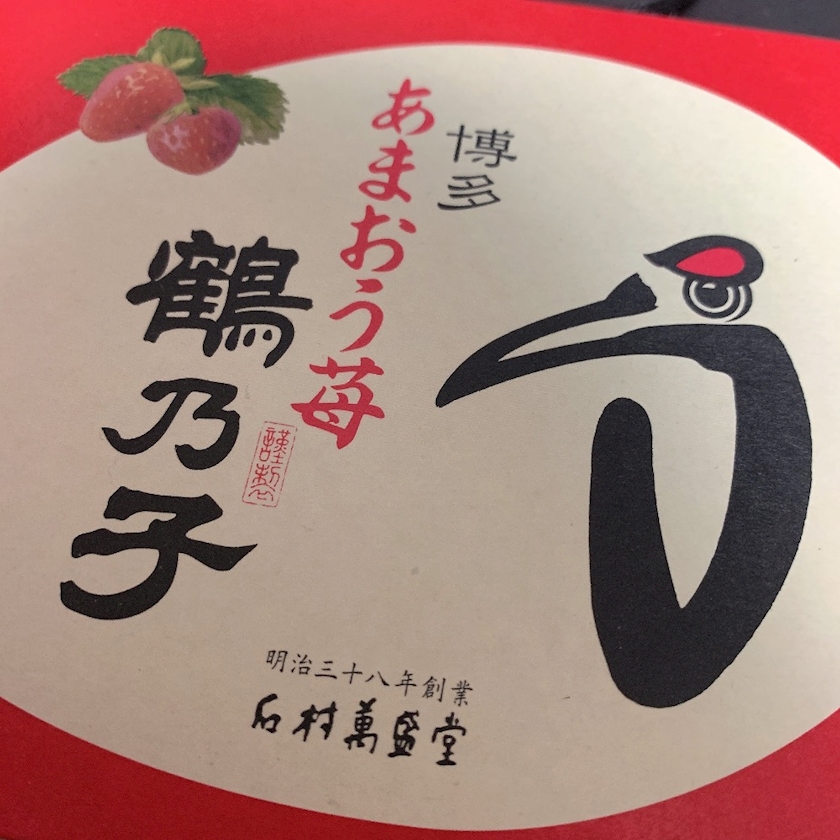 博多
あまおう苺
鶴乃子
謹製
明治三十八年創業
石村萬盛堂